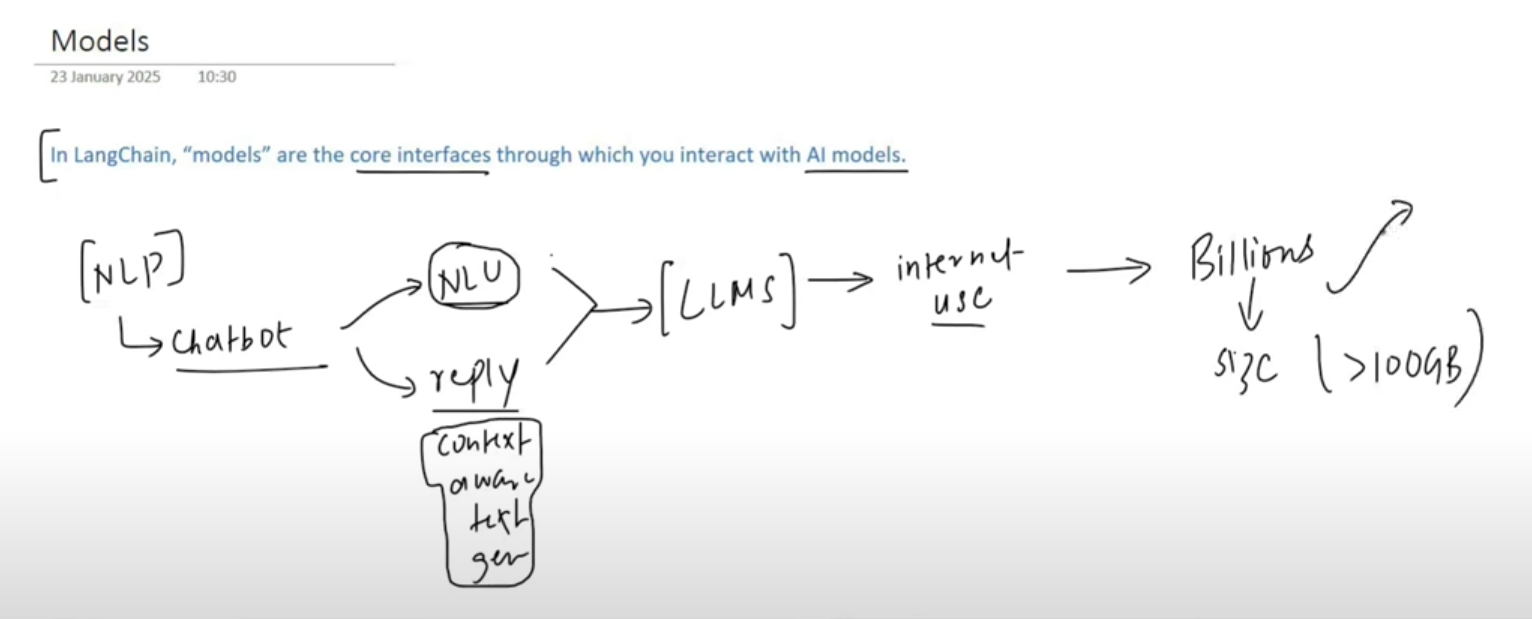 Models
23 January 2025 10:30
In LangChain, “models” are the core interfaces through which you interact with AI models.
[NLP]
chatbot
NLU
reply
context
aware
text
gen
[LLMS]
internet
use
Billions
size (>100GB)